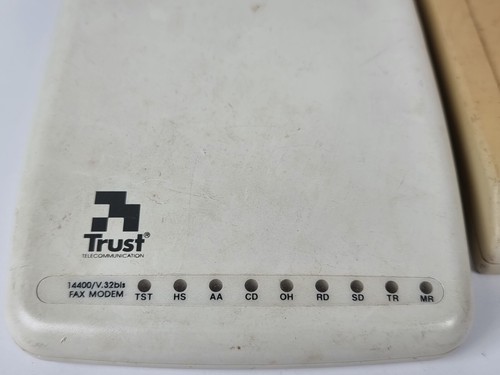 Trust®
TELECOMMUNICATION
14400/V.32bis
FAX MODEM
TST HS AA CD OH RD SD TR MR